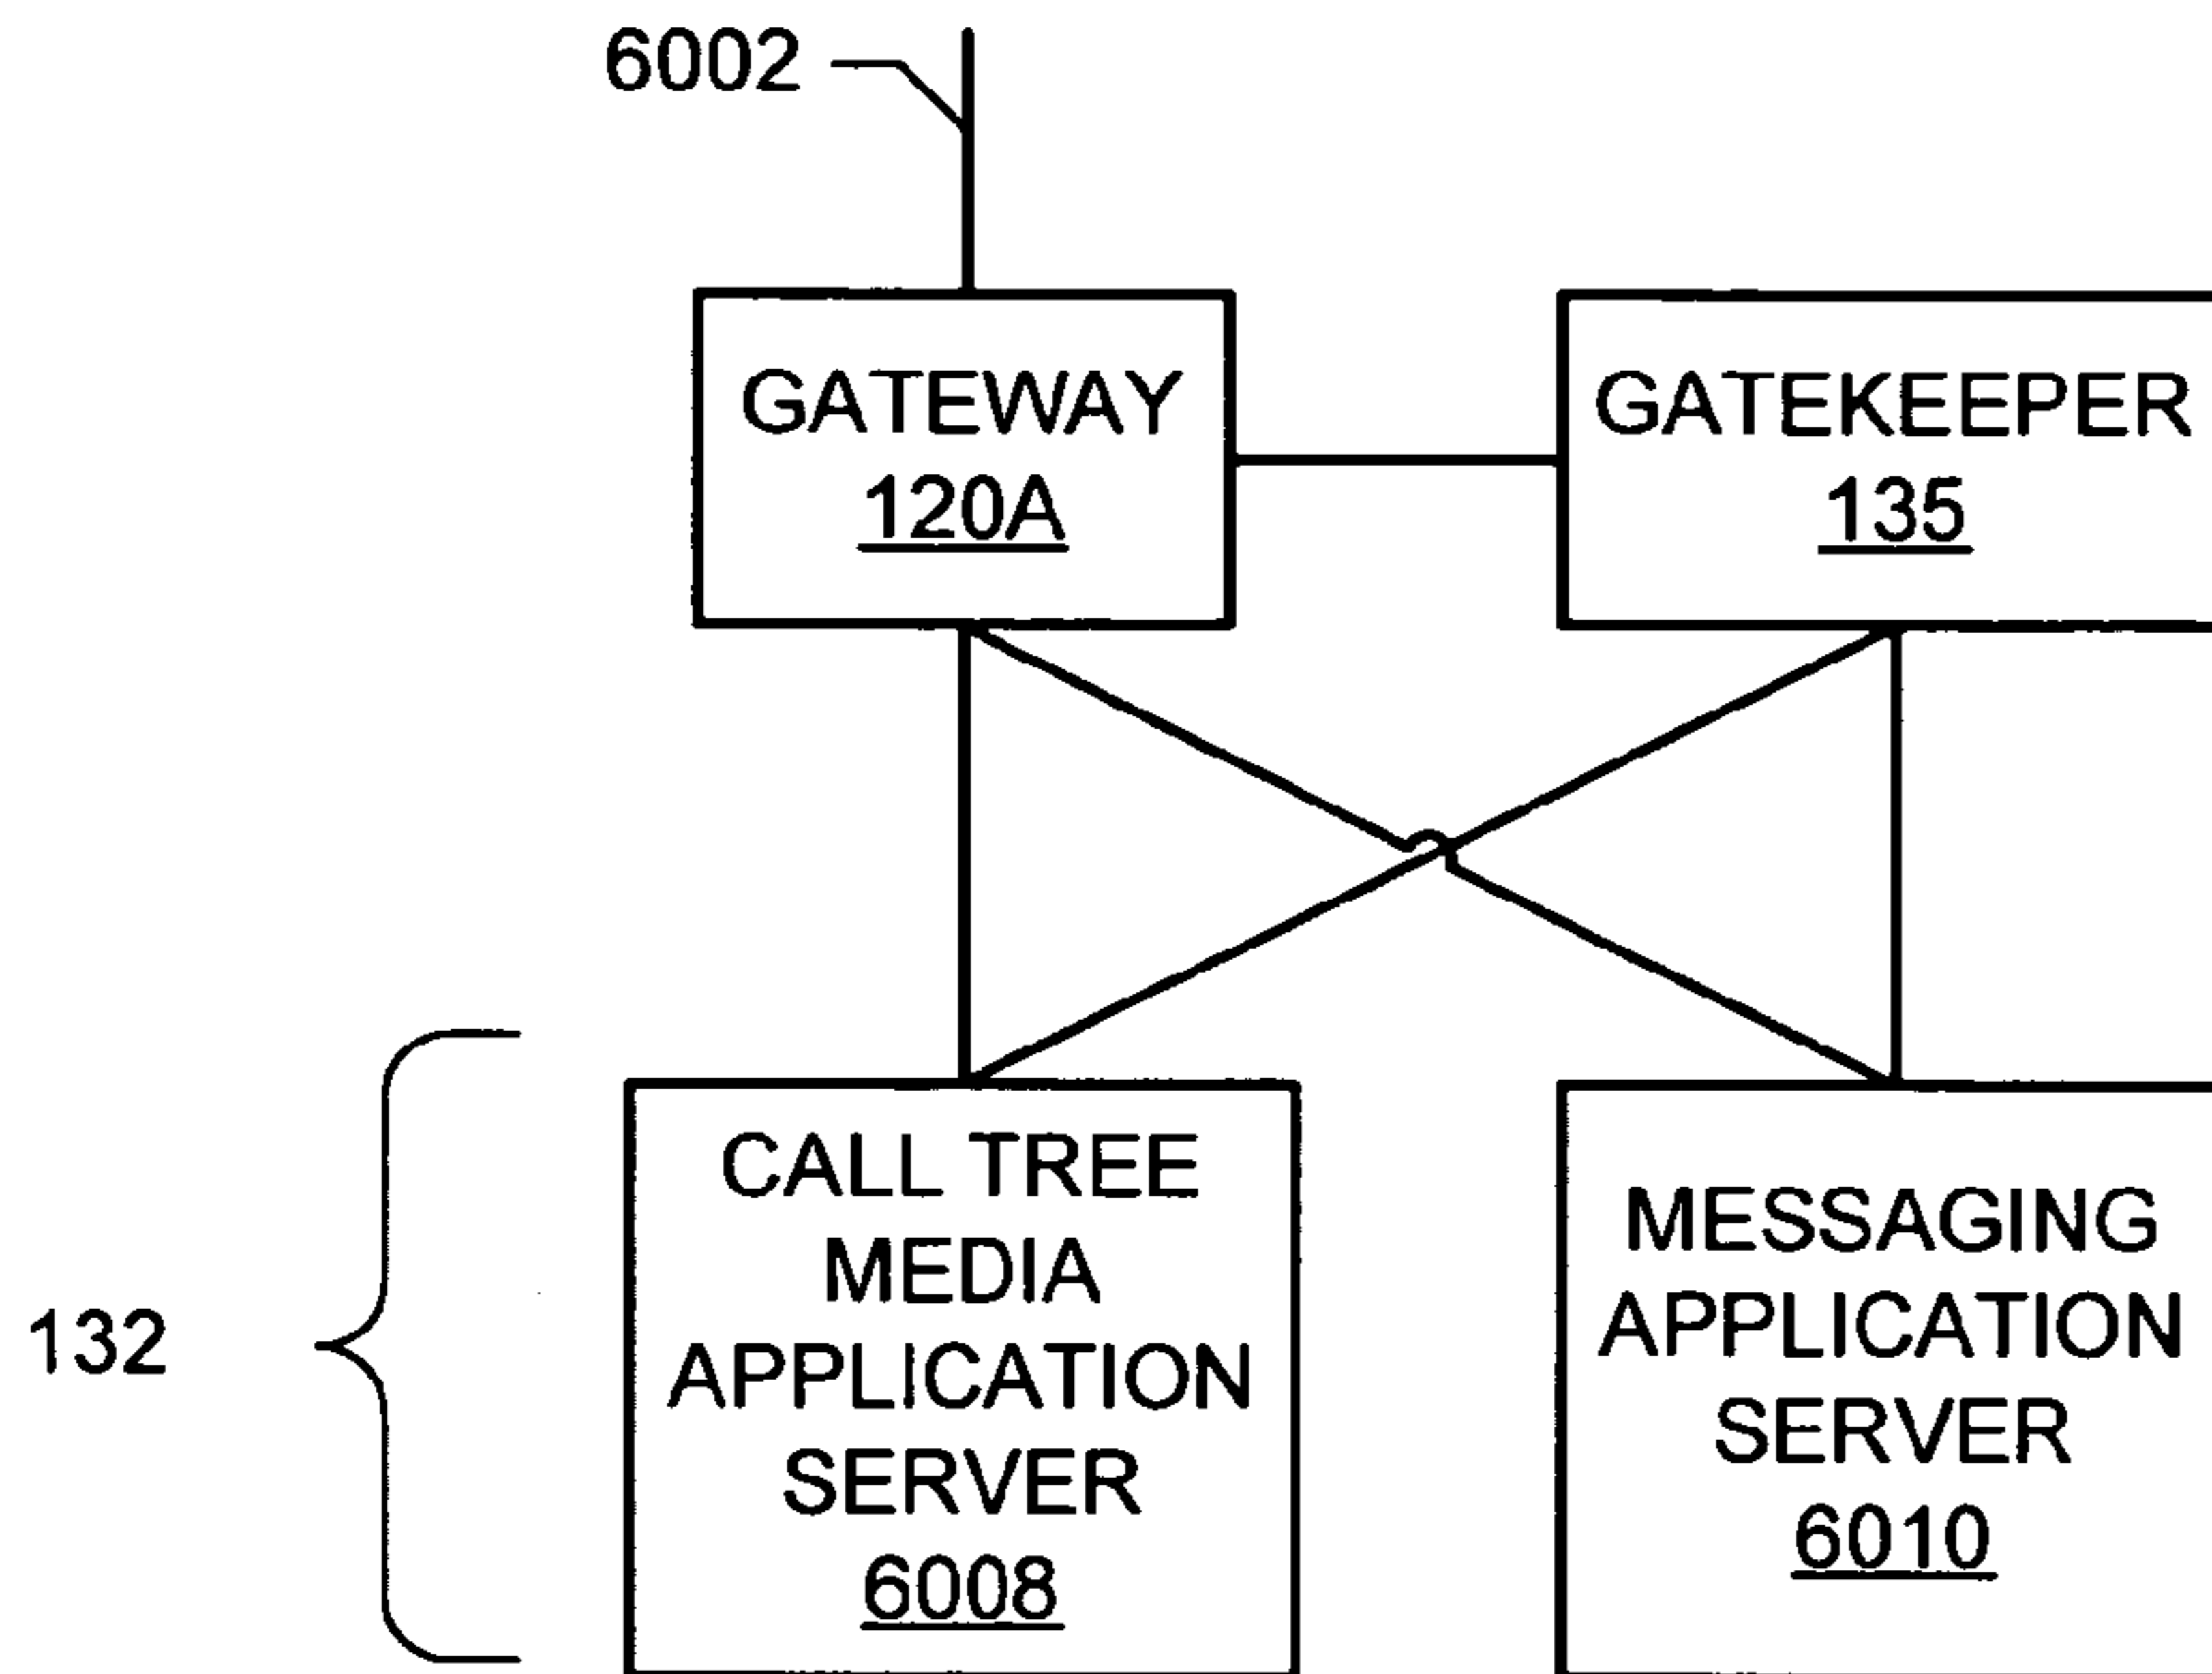 6002
GATEWAY
120A
GATEKEEPER
135
132
CALL TREE
MEDIA
APPLICATION
SERVER
6008
MESSAGING
APPLICATION
SERVER
6010